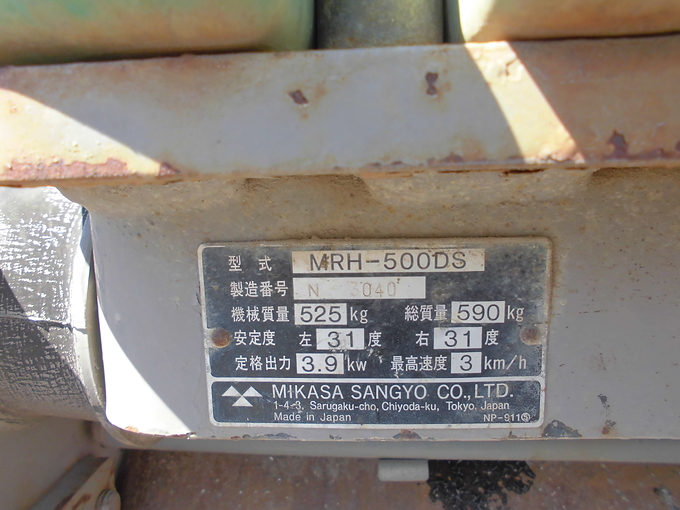 型式 MRH-500DS
製造番号 N 3040
機械質量 525 kg 総質量 590 kg
安定度 左 31 度 右 31 度
定格出力 3.9 kw 最高速度 3 km/h
MIKASA SANGYO CO.,LTD.
1-4-3, Sarugaku-cho, Chiyoda-ku, Tokyo, Japan
Made in Japan NP-911Ⓢ